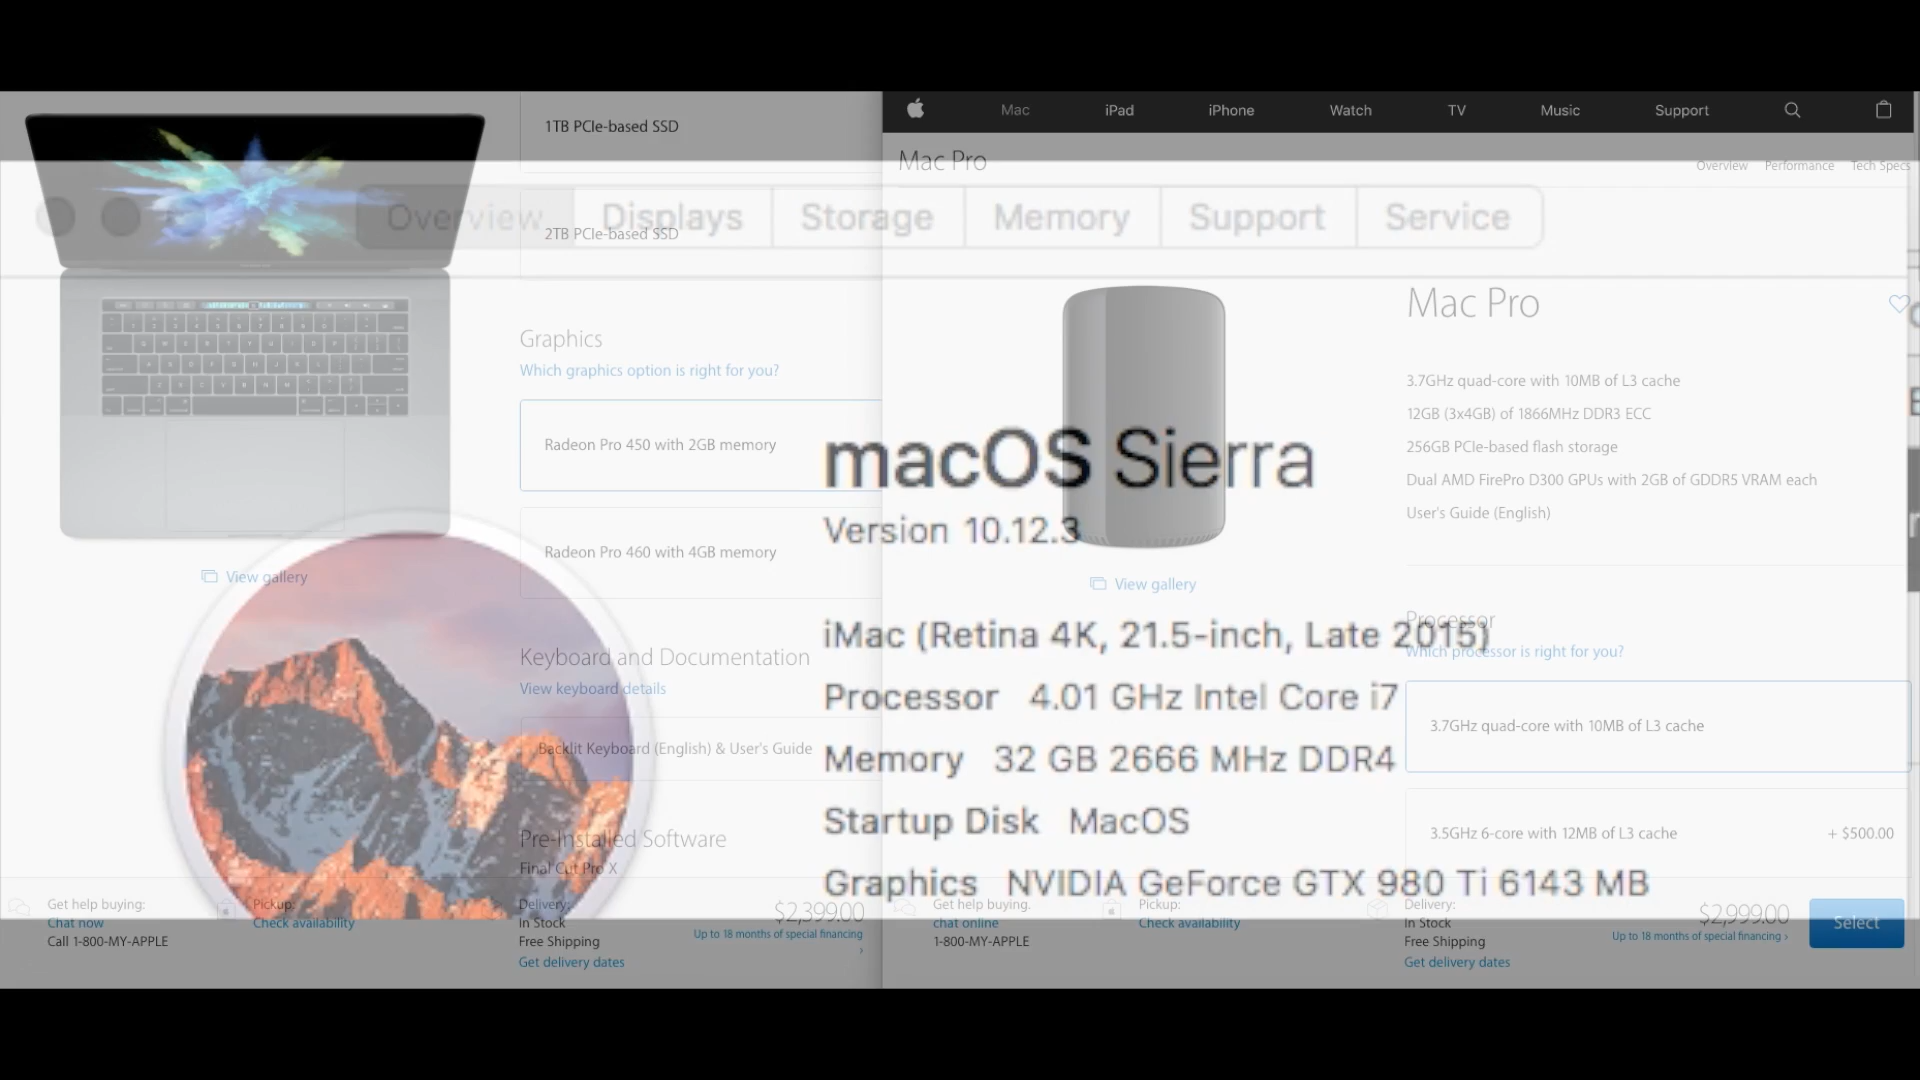 1TB PCIe-based SSD
2TB PCIe-based SSD
Graphics
Which graphics option is right for you?
Radeon Pro 450 with 2GB memory
Radeon Pro 460 with 4GB memory
Keyboard and Documentation
View keyboard details
Backlit Keyboard (English) & User's Guide
Pre-Installed Software
Final Cut Pro X
View gallery
Get help buying:
Chat now
Call 1-800-MY-APPLE
Pickup:
Check availability
Delivery:
In Stock
Free Shipping
Get delivery dates
$2,399.00
Up to 18 months of special financing ›
Mac iPad iPhone Watch TV Music Support
Mac Pro
Overview Performance Tech Specs
View gallery
Mac Pro
3.7GHz quad-core with 10MB of L3 cache
12GB (3x4GB) of 1866MHz DDR3 ECC
256GB PCIe-based flash storage
Dual AMD FirePro D300 GPUs with 2GB of GDDR5 VRAM each
User's Guide (English)
Processor
Which processor is right for you?
3.7GHz quad-core with 10MB of L3 cache
3.5GHz 6-core with 12MB of L3 cache + $500.00
Get help buying:
chat online
1-800-MY-APPLE
Pickup:
Check availability
Delivery:
In Stock
Free Shipping
Get delivery dates
$2,999.00
Up to 18 months of special financing ›
Select
Overview Displays Storage Memory Support Service
macOS Sierra
Version 10.12.3
iMac (Retina 4K, 21.5-inch, Late 2015)
Processor 4.01 GHz Intel Core i7
Memory 32 GB 2666 MHz DDR4
Startup Disk MacOS
Graphics NVIDIA GeForce GTX 980 Ti 6143 MB